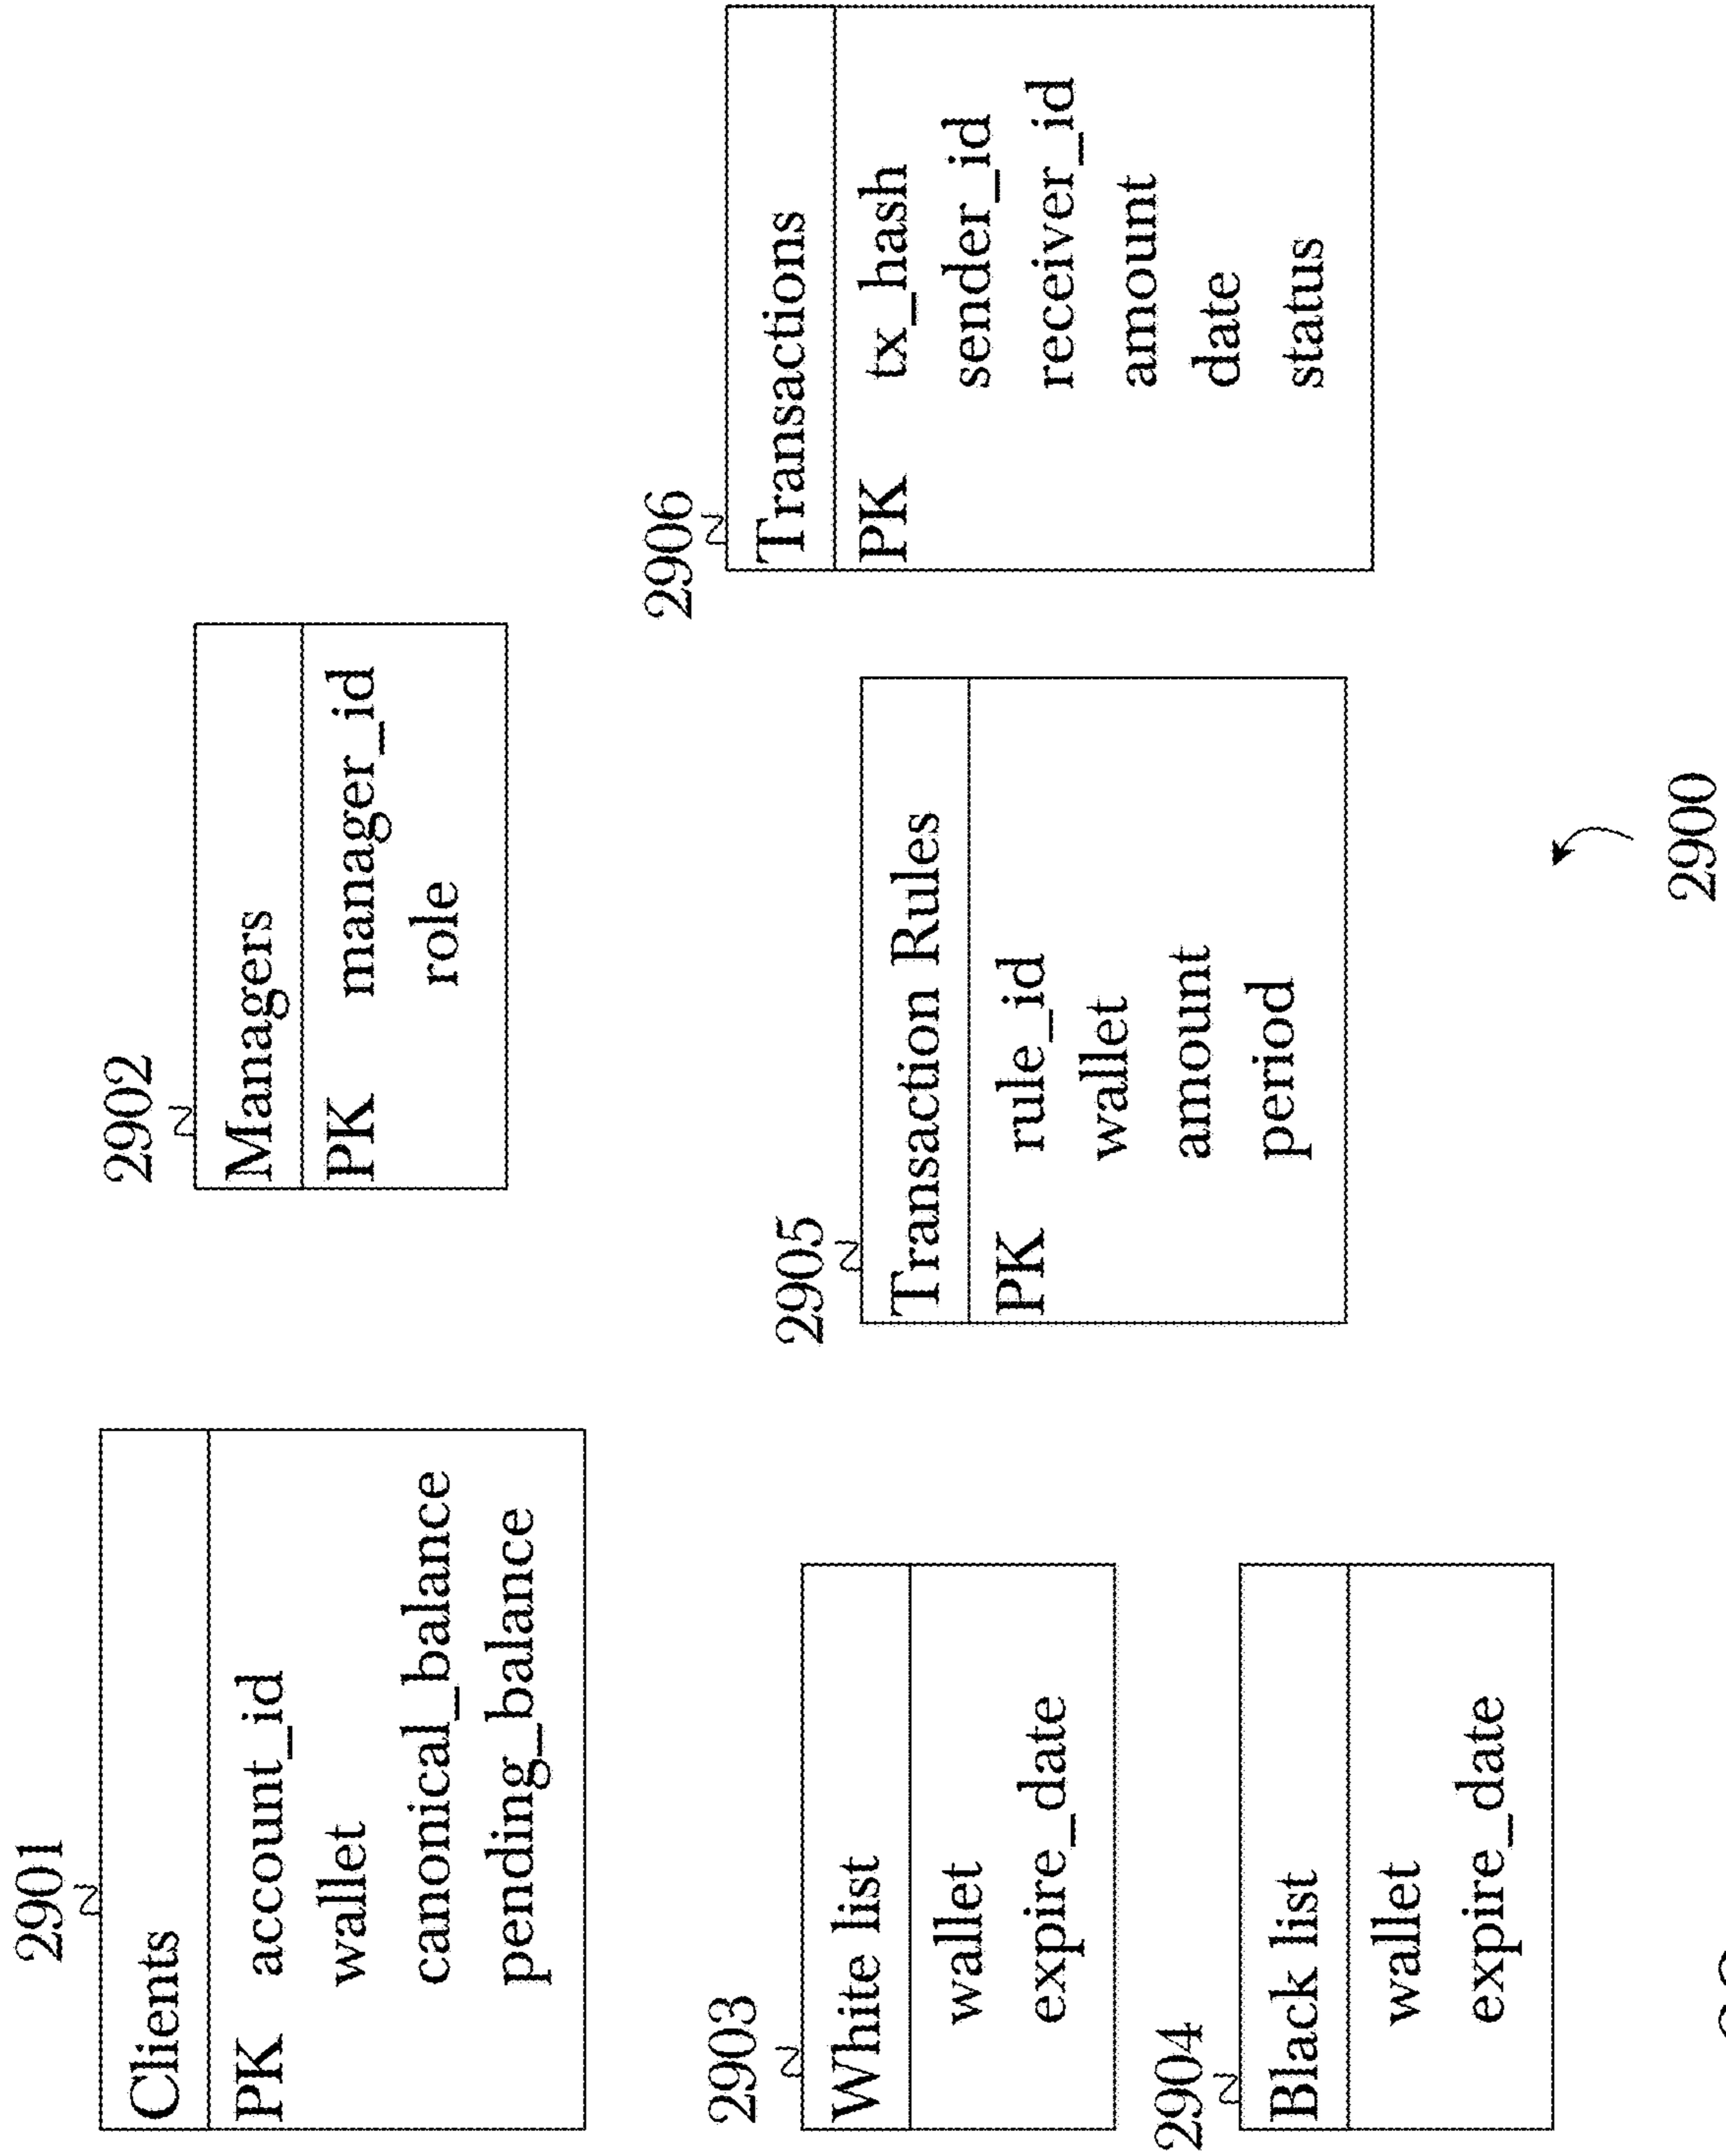 2901
Clients
PK account_id
wallet
canonical_balance
pending_balance
2902
Managers
PK manager_id
role
2903
White list
wallet
expire_date
2904
Black list
wallet
expire_date
2905
Transaction Rules
PK rule_id
wallet
amount
period
2906
Transactions
PK tx_hash
sender_id
receiver_id
amount
date
status
2900